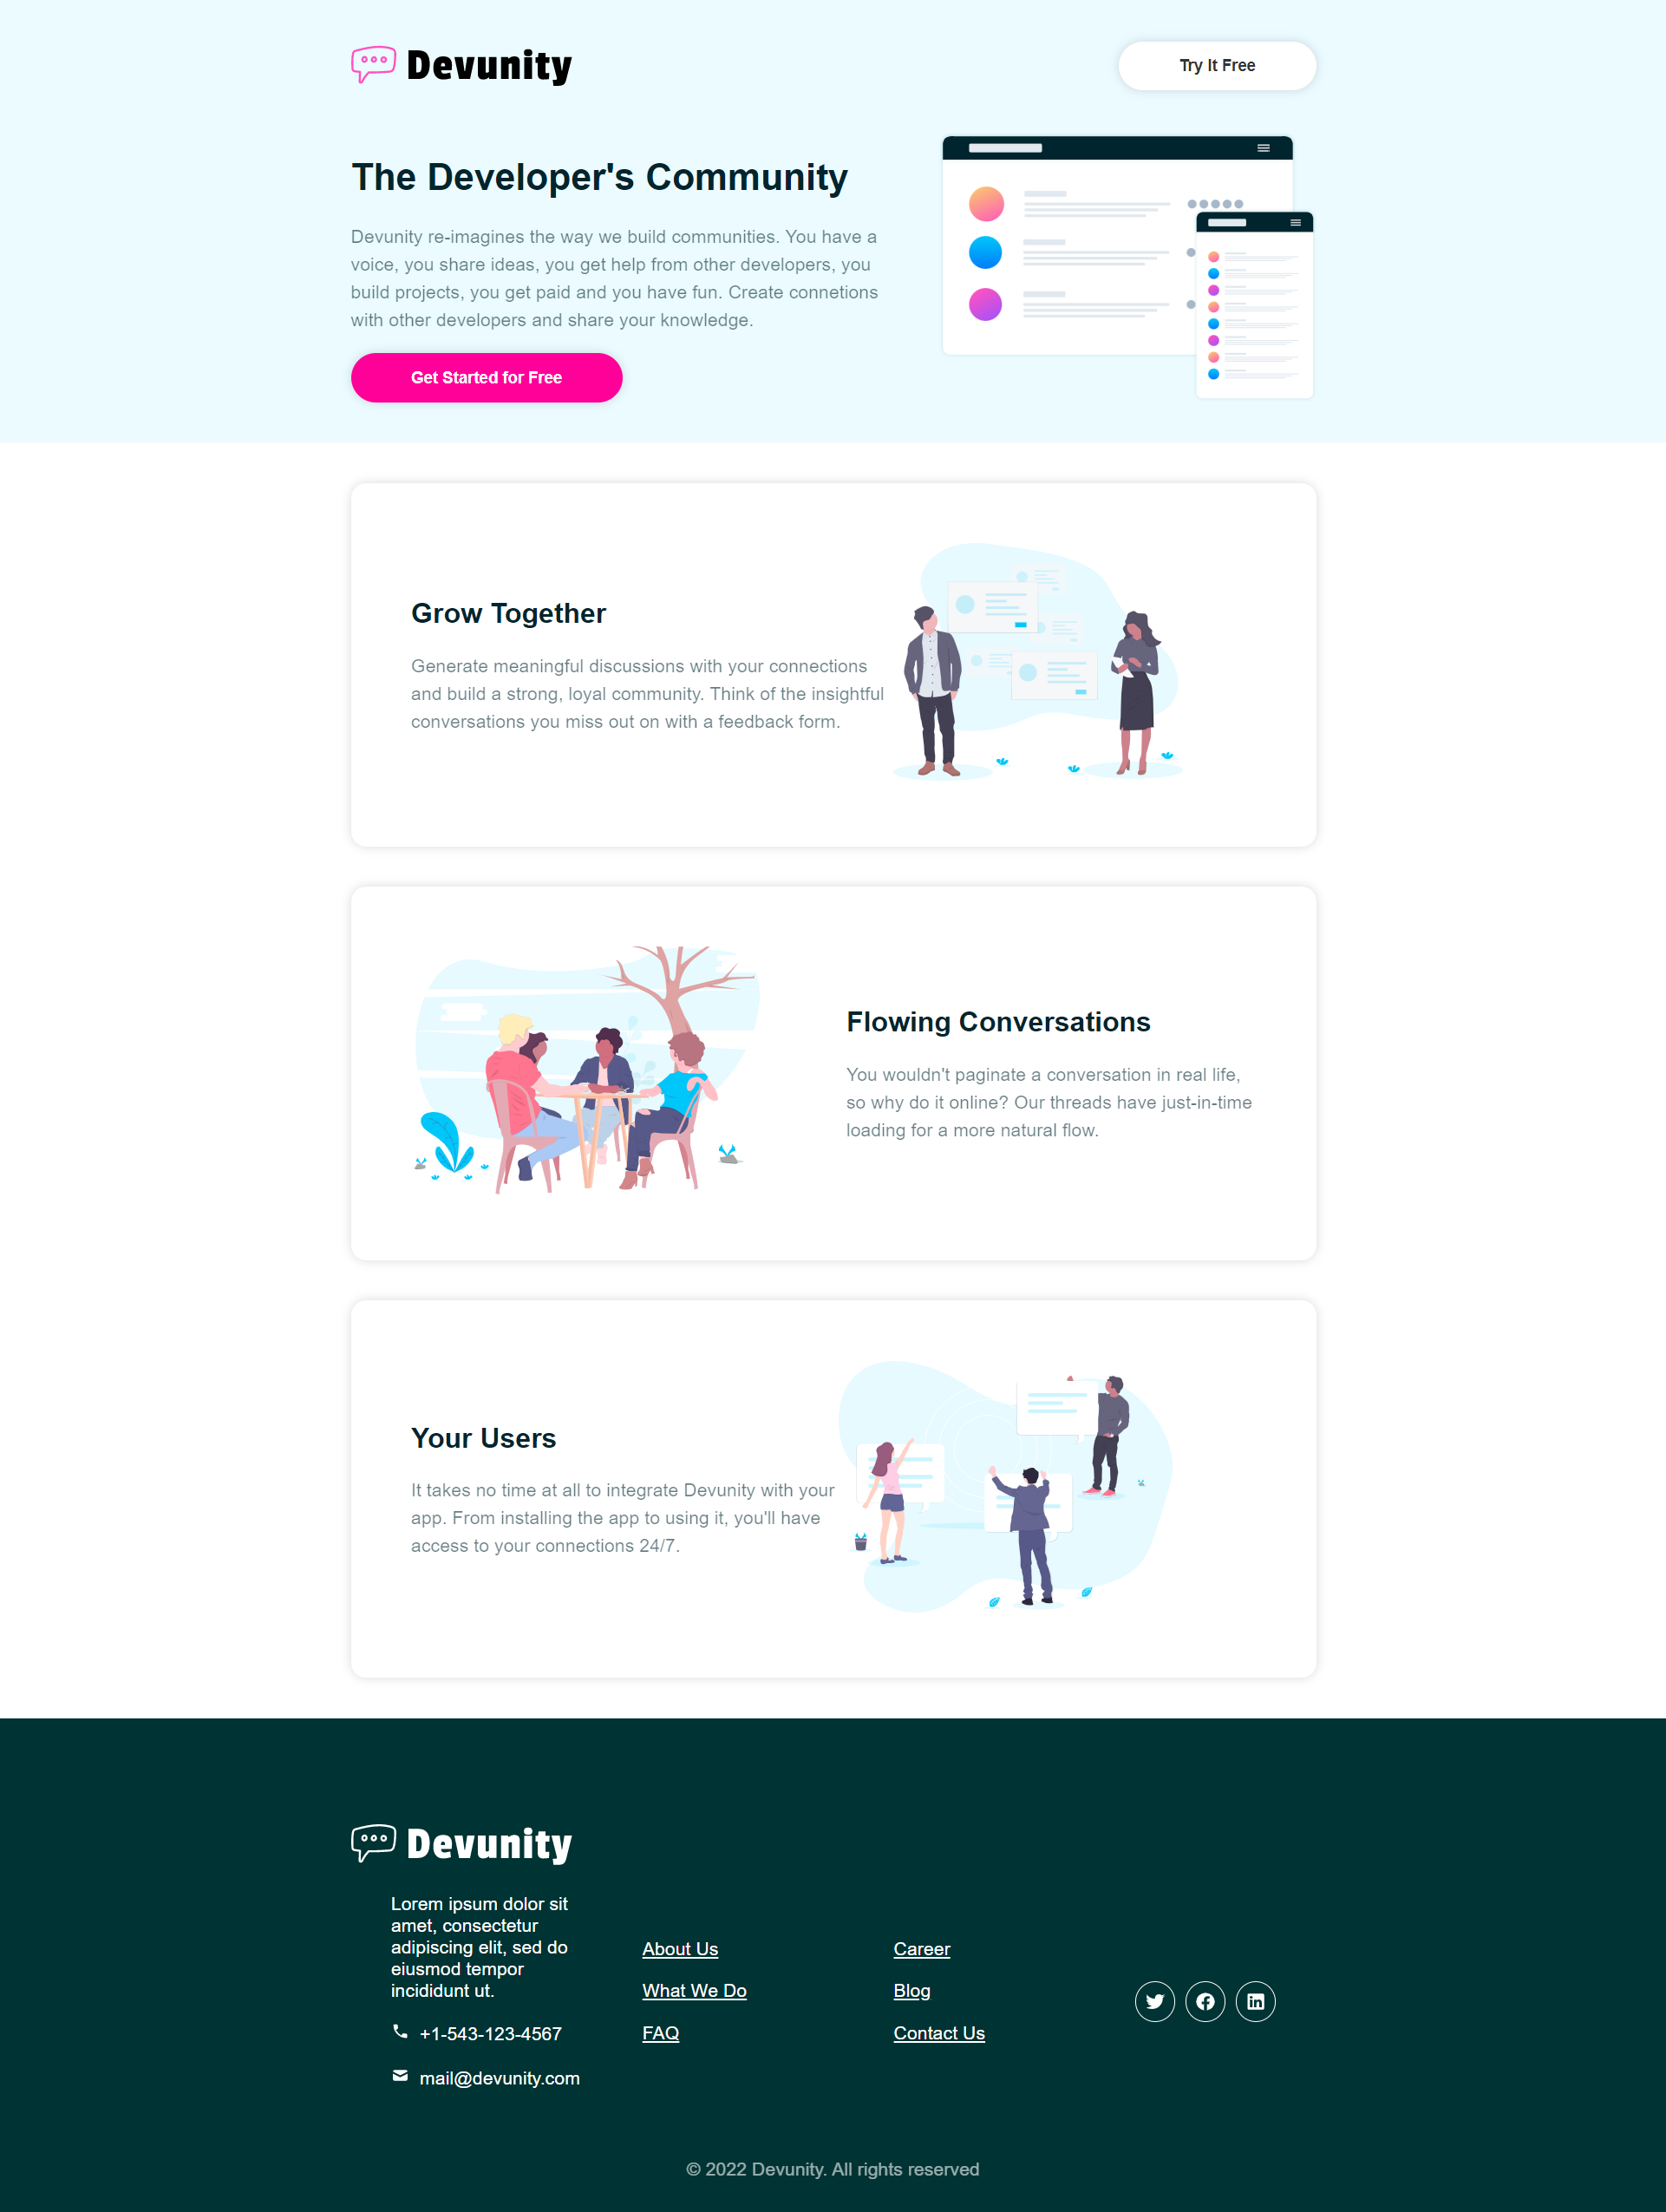 Devunity
Try It Free
The Developer's Community
Devunity re-imagines the way we build communities. You have a
voice, you share ideas, you get help from other developers, you
build projects, you get paid and you have fun. Create connetions
with other developers and share your knowledge.
Get Started for Free
Grow Together
Generate meaningful discussions with your connections
and build a strong, loyal community. Think of the insightful
conversations you miss out on with a feedback form.
Flowing Conversations
You wouldn't paginate a conversation in real life,
so why do it online? Our threads have just-in-time
loading for a more natural flow.
Your Users
It takes no time at all to integrate Devunity with your
app. From installing the app to using it, you'll have
access to your connections 24/7.
Devunity
Lorem ipsum dolor sit
amet, consectetur
adipiscing elit, sed do
eiusmod tempor
incididunt ut.
+1-543-123-4567
mail@devunity.com
About Us
What We Do
FAQ
Career
Blog
Contact Us
© 2022 Devunity. All rights reserved